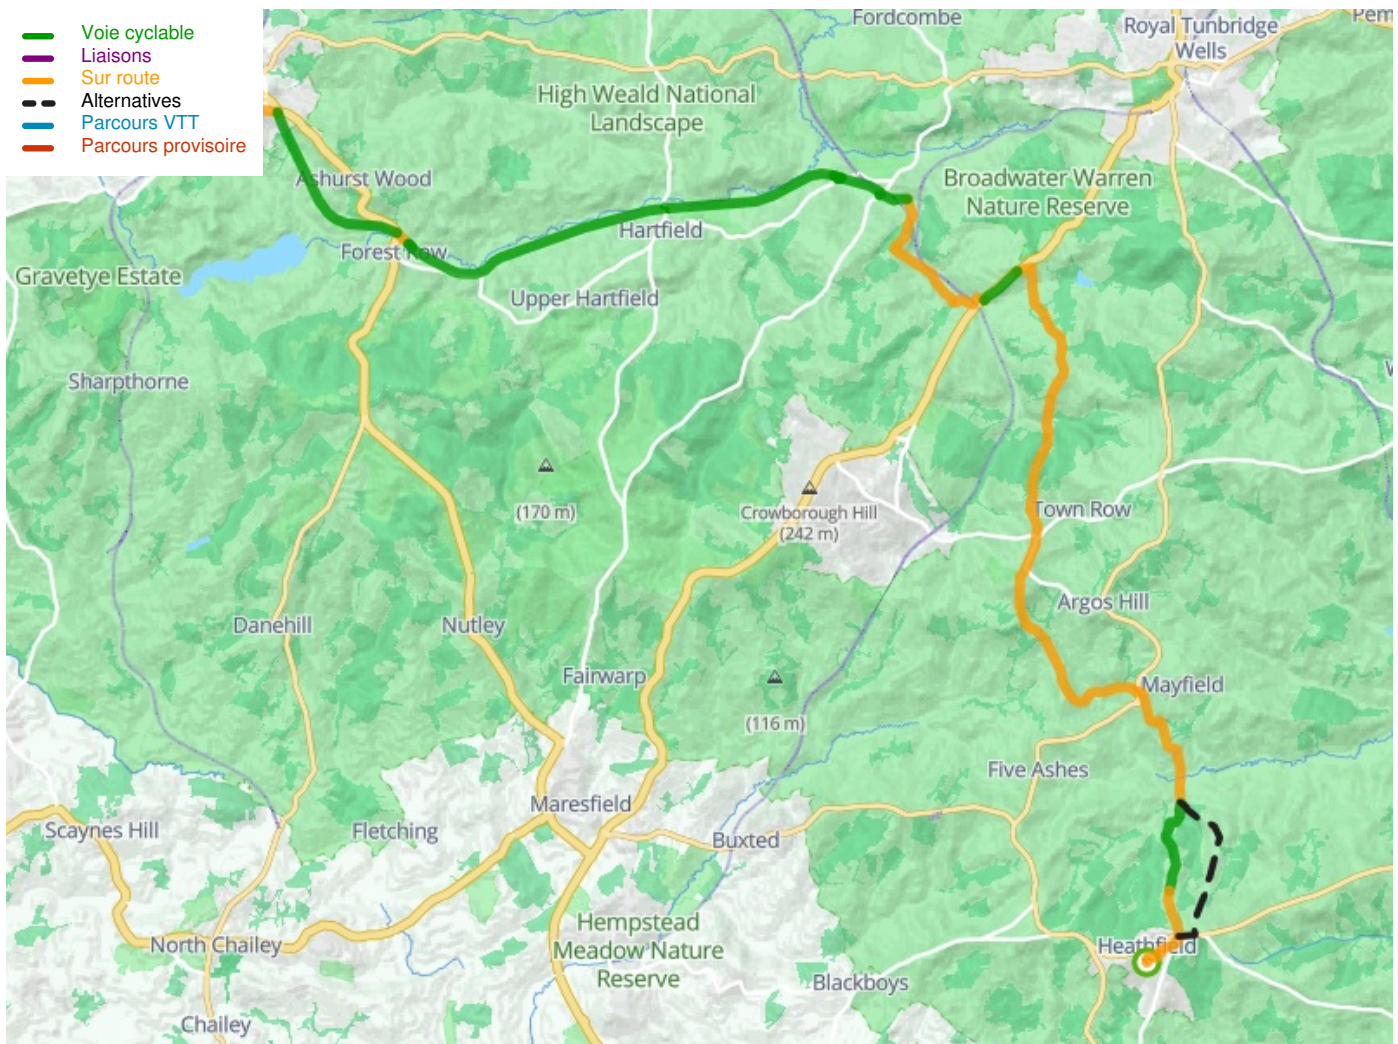 Voie cyclable
Liaisons
Sur route
Alternatives
Parcours VTT
Parcours provisoire
Fordcombe
Royal Tunbridge
Wells
High Weald National
Landscape
Ashurst Wood
Broadwater Warren
Nature Reserve
Hartfield
Forest Row
Gravetye Estate
Upper Hartfield
Sharpthorne
(170 m)
Crowborough Hill
(242 m)
Town Row
Argos Hill
Danehill
Nutley
Fairwarp
Mayfield
(116 m)
Five Ashes
Maresfield
Scaynes Hill
Fletching
Buxted
Hempstead
Meadow Nature
Reserve
North Chailey
Heathfield
Blackboys
Chailey